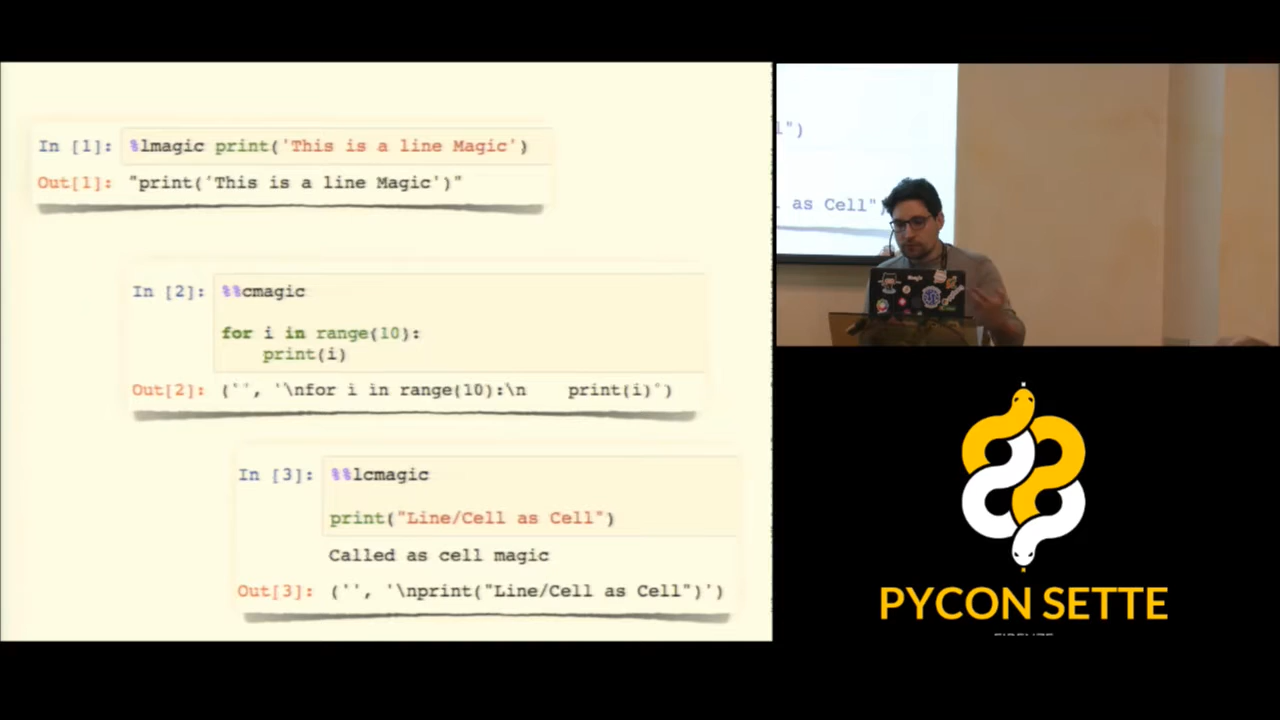 In [1]: %lmagic print('This is a line Magic')
Out[1]: "print('This is a line Magic')"
In [2]: %%cmagic
for i in range(10):
print(i)
Out[2]: ('', '\nfor i in range(10):\n    print(i)')
In [3]: %%lcmagic
print("Line/Cell as Cell")
Called as cell magic
Out[3]: ('', '\nprint("Line/Cell as Cell")')
l")
l as Cell")
PYCON SETTE